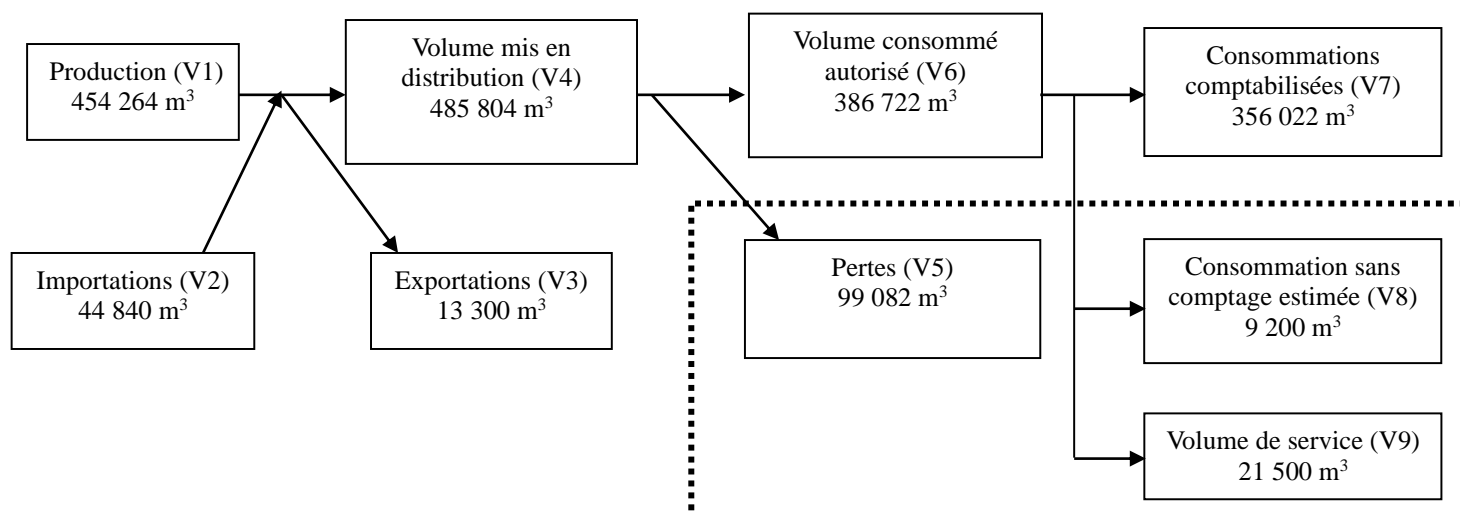 Production (V1)
454 264 m³
Volume mis en
distribution (V4)
485 804 m³
Volume consommé
autorisé (V6)
386 722 m³
Consommations
comptabilisées (V7)
356 022 m³
Importations (V2)
44 840 m³
Exportations (V3)
13 300 m³
Pertes (V5)
99 082 m³
Consommation sans
comptage estimée (V8)
9 200 m³
Volume de service (V9)
21 500 m³